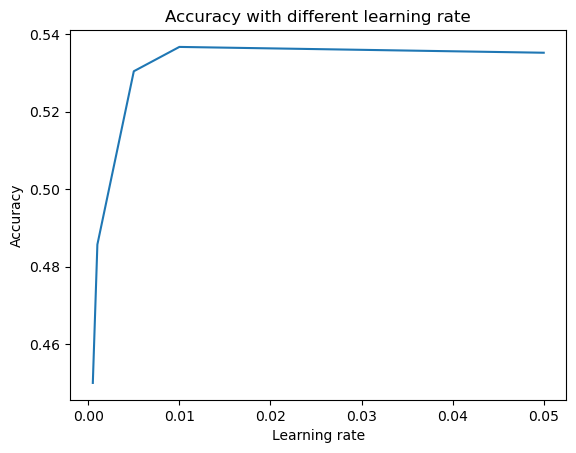 Accuracy with different learning rate
0.54
0.52
0.50
0.48
0.46
Accuracy
0.00 0.01 0.02 0.03 0.04 0.05
Learning rate